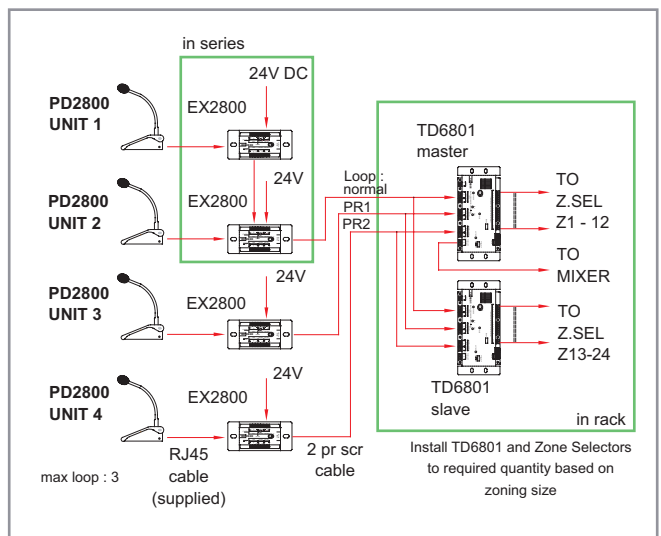 in series
24V DC
PD2800
UNIT 1
EX2800
TD6801
master
PD2800
UNIT 2
EX2800
24V
Loop :
normal
PR1
PR2
TO
Z.SEL
Z1 - 12
TO
MIXER
PD2800
UNIT 3
EX2800
24V
TO
Z.SEL
Z13-24
PD2800
UNIT 4
EX2800
24V
TD6801
slave
in rack
RJ45
cable
(supplied)
2 pr scr
cable
max loop : 3
Install TD6801 and Zone Selectors
to required quantity based on
zoning size